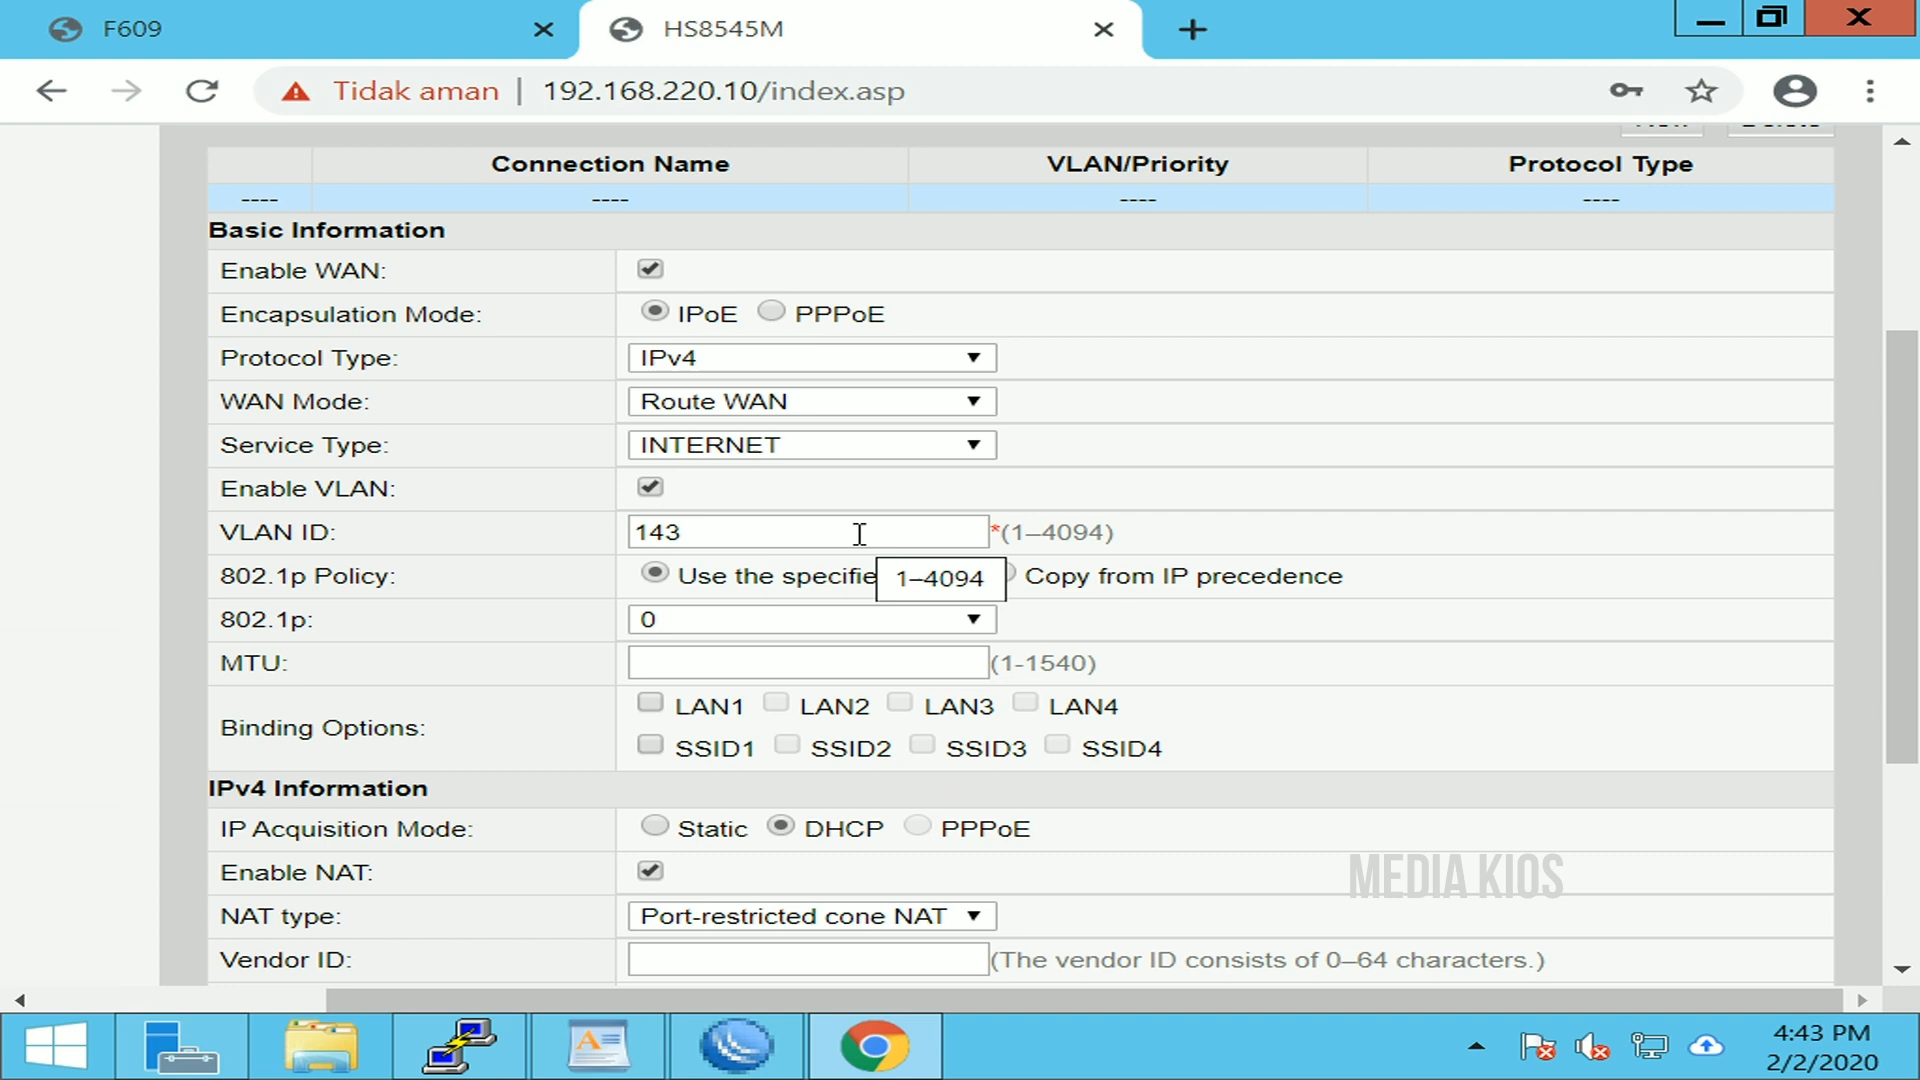 F609
HS8545M
Tidak aman | 192.168.220.10/index.asp
Connection Name VLAN/Priority Protocol Type
---- ---- ---- ----
Basic Information
Enable WAN:
Encapsulation Mode: IPoE PPPoE
Protocol Type: IPv4
WAN Mode: Route WAN
Service Type: INTERNET
Enable VLAN:
VLAN ID: 143 *(1–4094)
802.1p Policy: Use the specifie 1–4094 Copy from IP precedence
802.1p: 0
MTU: (1-1540)
Binding Options: LAN1 LAN2 LAN3 LAN4
SSID1 SSID2 SSID3 SSID4
IPv4 Information
IP Acquisition Mode: Static DHCP PPPoE
Enable NAT:
MEDIA KIOS
NAT type: Port-restricted cone NAT
Vendor ID: (The vendor ID consists of 0–64 characters.)
4:43 PM
2/2/2020